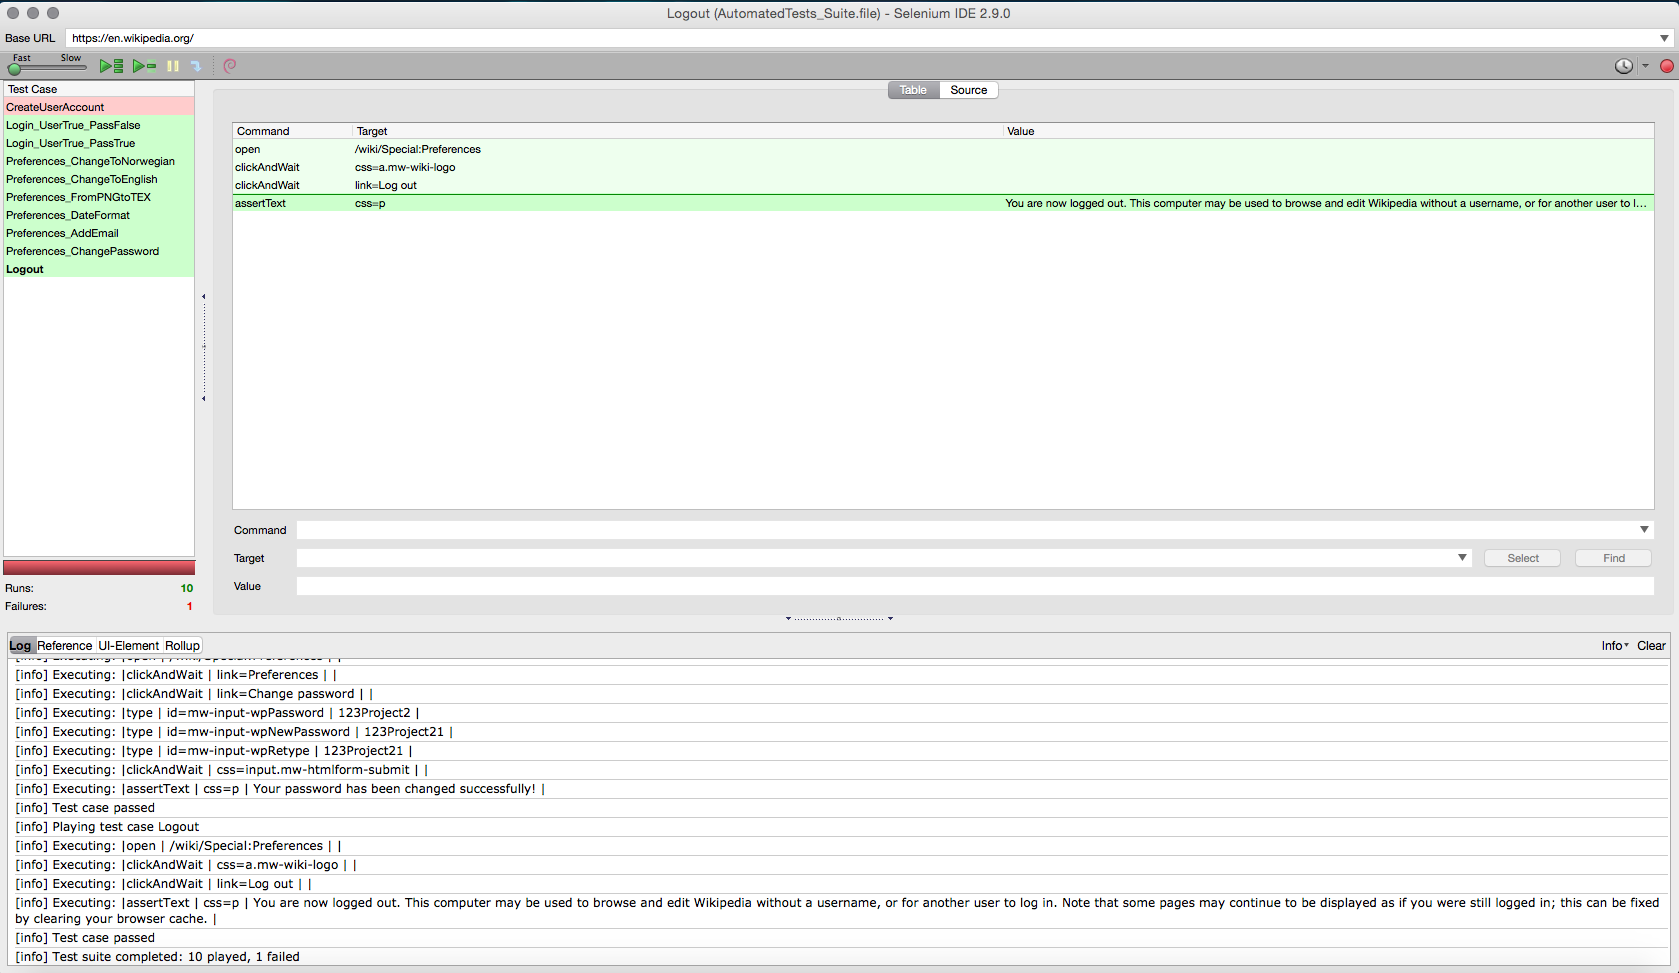 Logout (AutomatedTests_Suite.file) - Selenium IDE 2.9.0
Base URL https://en.wikipedia.org/
Fast Slow
Test Case
CreateUserAccount
Login_UserTrue_PassFalse
Login_UserTrue_PassTrue
Preferences_ChangeToNorwegian
Preferences_ChangeToEnglish
Preferences_FromPNGtoTEX
Preferences_DateFormat
Preferences_AddEmail
Preferences_ChangePassword
Logout
Runs: 10
Failures: 1
Table Source
Command Target Value
open /wiki/Special:Preferences
clickAndWait css=a.mw-wiki-logo
clickAndWait link=Log out
assertText css=p You are now logged out. This computer may be used to browse and edit Wikipedia without a username, or for another user to l...
Command
Target Select Find
Value
Log Reference UI-Element Rollup Info Clear
[info] Executing: |open | /wiki/Special:Preferences | |
[info] Executing: |clickAndWait | link=Preferences | |
[info] Executing: |clickAndWait | link=Change password | |
[info] Executing: |type | id=mw-input-wpPassword | 123Project2 |
[info] Executing: |type | id=mw-input-wpNewPassword | 123Project21 |
[info] Executing: |type | id=mw-input-wpRetype | 123Project21 |
[info] Executing: |clickAndWait | css=input.mw-htmlform-submit | |
[info] Executing: |assertText | css=p | Your password has been changed successfully! |
[info] Test case passed
[info] Playing test case Logout
[info] Executing: |open | /wiki/Special:Preferences | |
[info] Executing: |clickAndWait | css=a.mw-wiki-logo | |
[info] Executing: |clickAndWait | link=Log out | |
[info] Executing: |assertText | css=p | You are now logged out. This computer may be used to browse and edit Wikipedia without a username, or for another user to log in. Note that some pages may continue to be displayed as if you were still logged in; this can be fixed
by clearing your browser cache. |
[info] Test case passed
[info] Test suite completed: 10 played, 1 failed